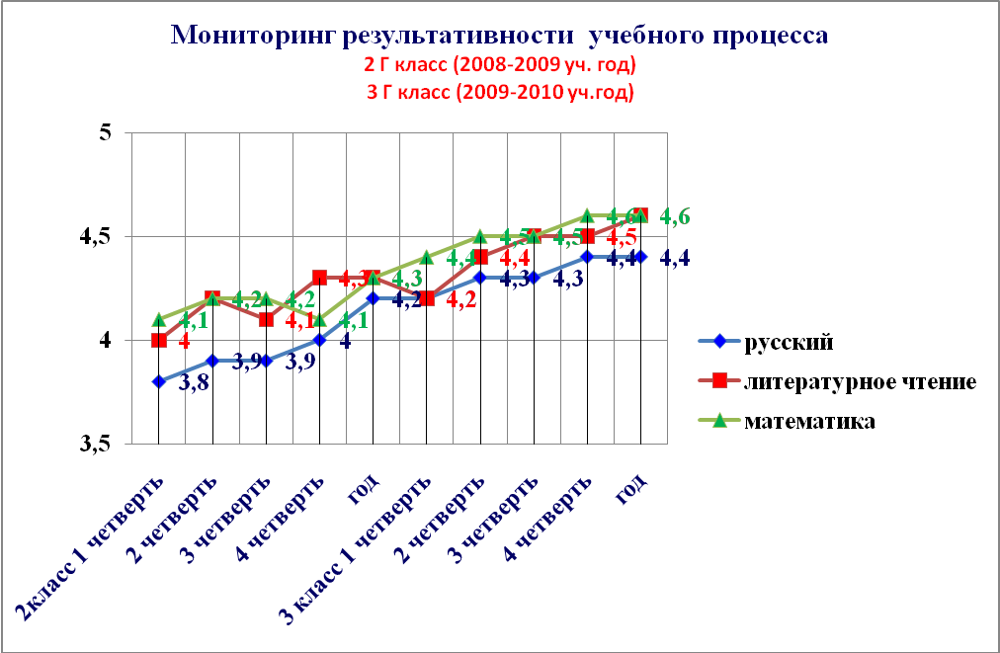 Мониторинг результативности учебного процесса
2 Г класс (2008-2009 уч. год)
3 Г класс (2009-2010 уч.год)
5
4,5
4
3,5
4,1 4,2 4,2 4,1 4,3 4,4 4,5 4,5 4,6 4,6
4 4,1 4,3 4,2 4,4 4,5
3,8 3,9 3,9 4 4,2 4,3 4,3 4,4 4,4
русский
литературное чтение
математика
2класс 1 четверть
2 четверть
3 четверть
4 четверть
год
3 класс 1 четверть
2 четверть
3 четверть
4 четверть
год